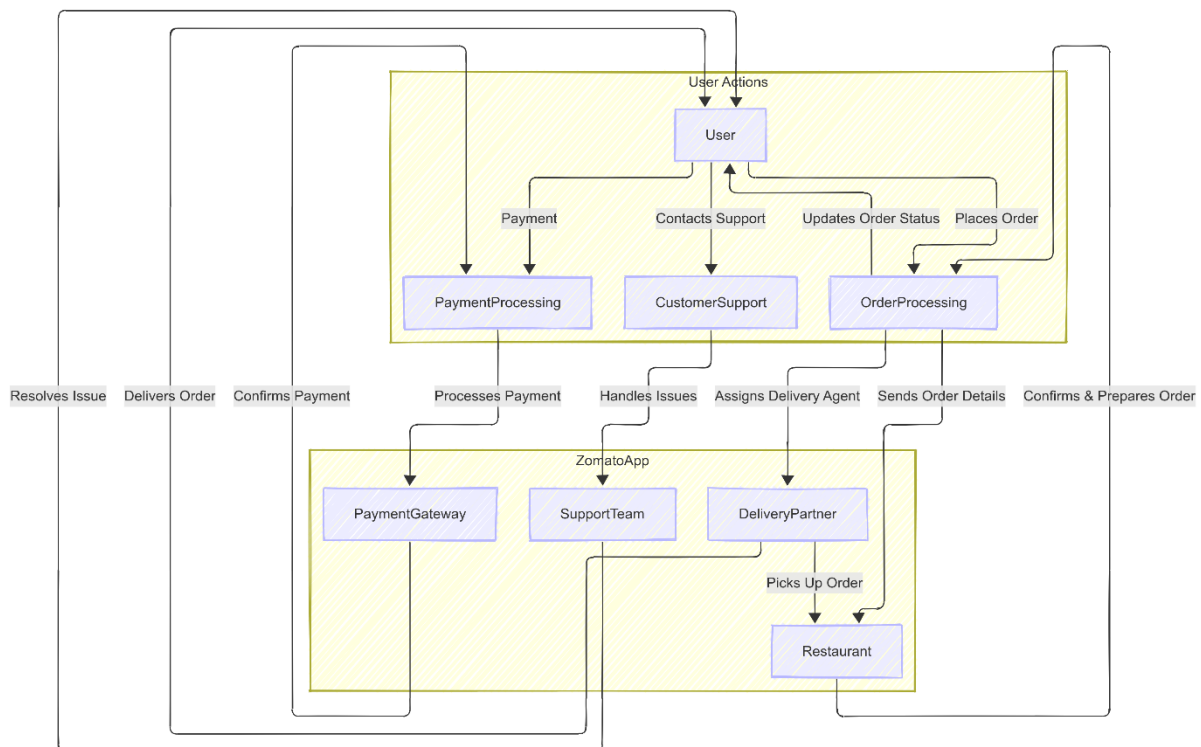 User Actions
User
Payment
Contacts Support
Updates Order Status
Places Order
PaymentProcessing
CustomerSupport
OrderProcessing
Resolves Issue
Delivers Order
Confirms Payment
Processes Payment
Handles Issues
Assigns Delivery Agent
Sends Order Details
Confirms & Prepares Order
ZomatoApp
PaymentGateway
SupportTeam
DeliveryPartner
Picks Up Order
Restaurant